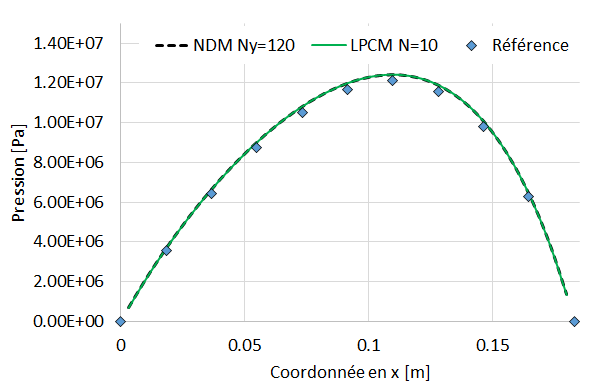 1.40E+07
NDM Ny=120 LPCM N=10 Référence
1.20E+07
1.00E+07
8.00E+06
6.00E+06
4.00E+06
2.00E+06
0.00E+00
Pression [Pa]
0 0.05 0.1 0.15
Coordonnée en x [m]